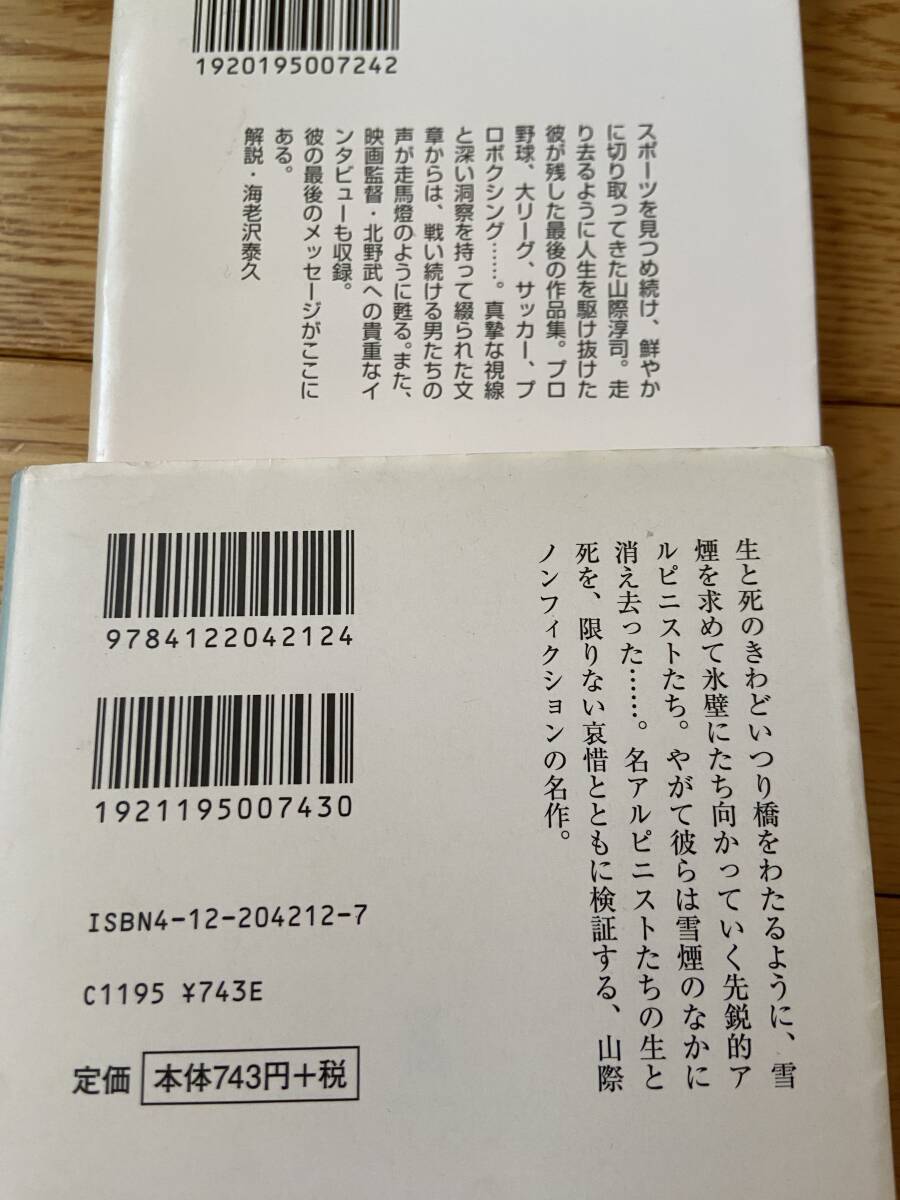 1920195007242
スポーツを見つめ続け、鮮やか
に切り取ってきた山際淳司。走
り去るように人生を駆け抜けた
彼が残した最後の作品集。プロ
野球、大リーグ、サッカー、プ
ロボクシング……。真摯な視線
と深い洞察を持って綴られた文
章からは、戦い続ける男たちの
声が走馬燈のように甦る。また、
映画監督・北野武への貴重なイ
ンタビューも収録。
彼の最後のメッセージがここに
ある。
解説・海老沢泰久
9784122042124
1921195007430
ISBN4-12-204212-7
C1195 ¥743E
定価 本体743円+税
生と死のきわどいつり橋をわたるように、雪
煙を求めて氷壁にたち向かっていく先鋭的ア
ルピニストたち。やがて彼らは雪煙のなかに
消え去った……。名アルピニストたちの生と
死を、限りない哀惜とともに検証する、山際
ノンフィクションの名作。